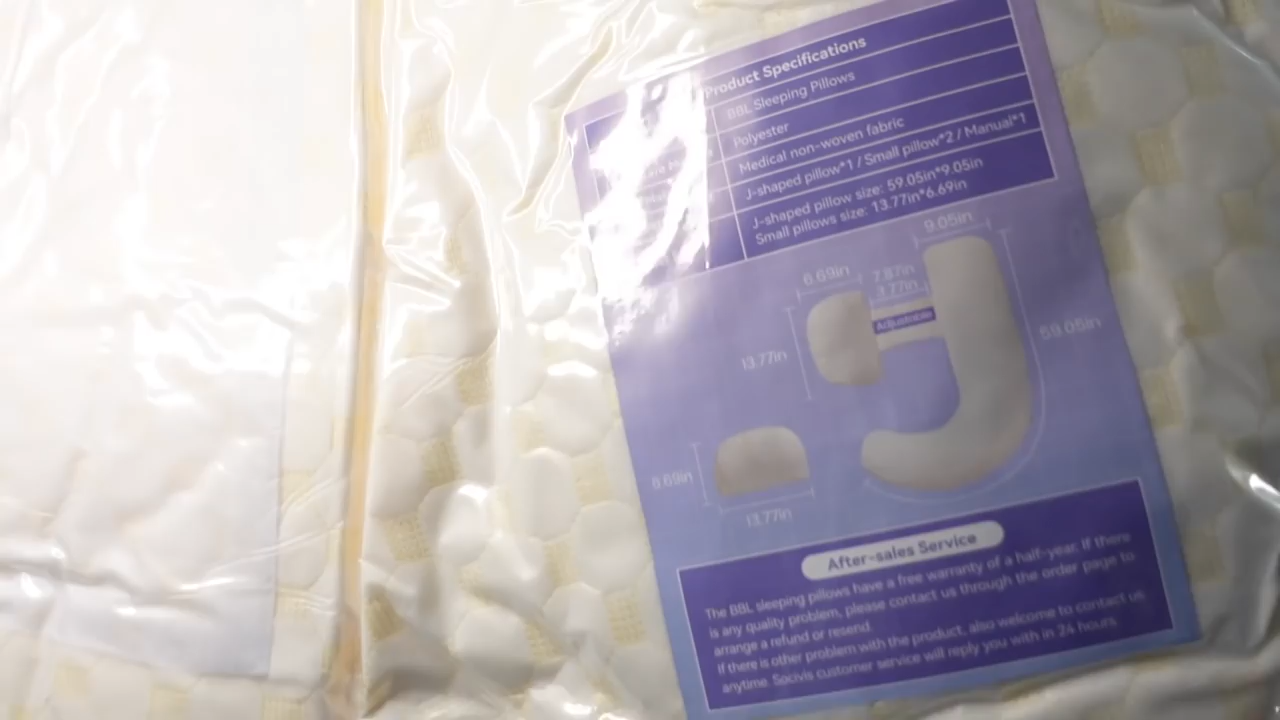 Product Specifications
BBL Sleeping Pillows
Polyester
Medical non-woven fabric
J-shaped pillow*1 / Small pillow*2 / Manual*1
J-shaped pillow size: 59.05in*9.05in
Small pillows size: 13.77in*6.69in
9.05in
6.69in
7.87in
3.77in
Adjustable
13.77in
59.05in
6.69in
13.77in
After-sales Service
The BBL sleeping pillows have a free warranty of a half-year. If there
is any quality problem, please contact us through the order page to
arrange a refund or resend.
If there is other problem with the product, also welcome to contact us
anytime. Socivis customer service will reply you with in 24 hours